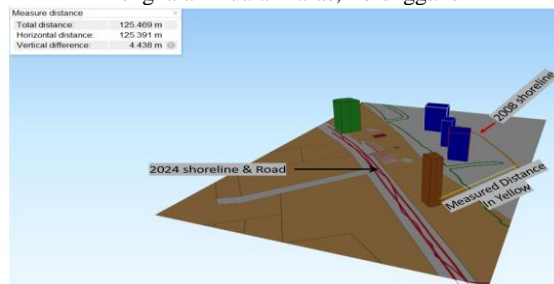 Measure distance
Total distance: 125.469 m
Horizontal distance: 125.391 m
Vertical difference: 4.438 m
2008 shoreline
2024 shoreline & Road
Measured Distance
In Yellow